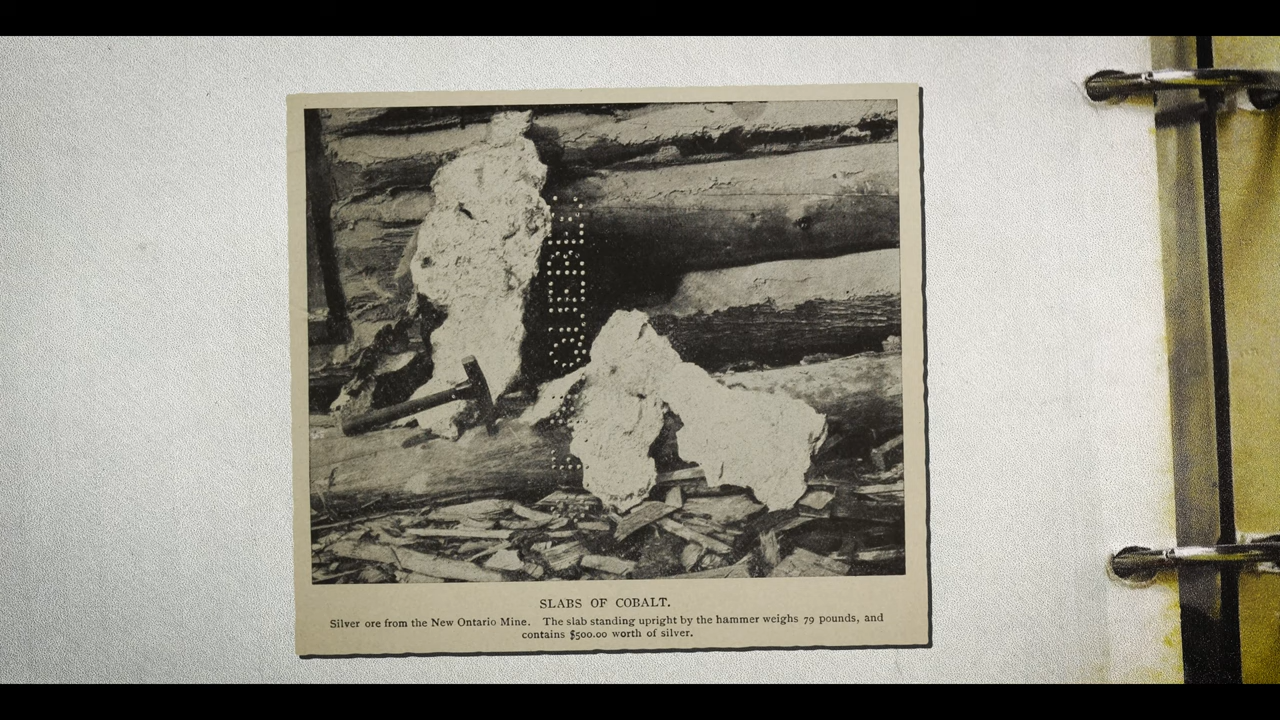 SLABS OF COBALT.
Silver ore from the New Ontario Mine. The slab standing upright by the hammer weighs 79 pounds, and
contains $500.00 worth of silver.